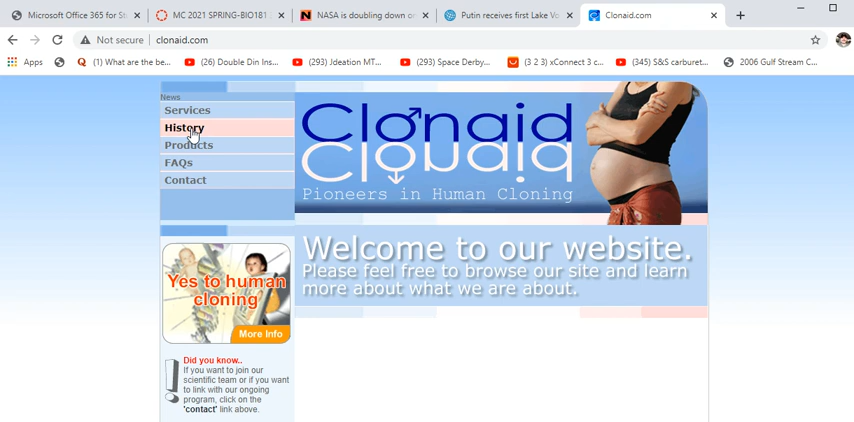 Microsoft Office 365 for St
MC 2021 SPRING-BIO181
NASA is doubling down o
Putin receives first Lake Vo
Clonaid.com
Not secure | clonaid.com
Apps
(1) What are the be...
(26) Double Din Ins...
(293) Jdeation MT...
(293) Space Derby...
(3 2 3) xConnect 3 c...
(345) S&S carburet...
2006 Gulf Stream C...
News
Services
History
Products
FAQs
Contact
Clonaid
Clonaid
Pioneers in Human Cloning
Welcome to our website.
Please feel free to browse our site and learn
more about what we are about.
Yes to human
cloning
More Info
Did you know..
If you want to join our
scientific team or if you want
to link with our ongoing
program, click on the
'contact' link above.